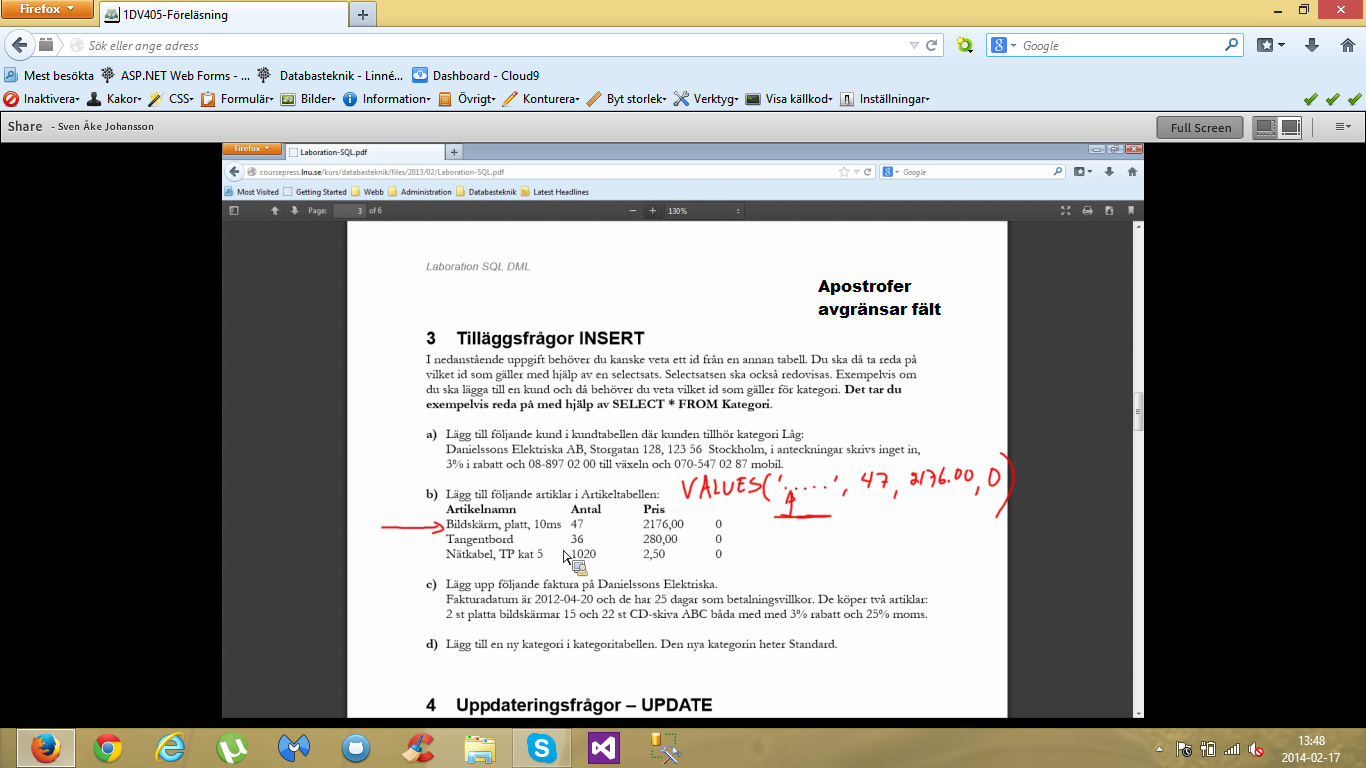 Firefox
1DV405-Föreläsning
Sök eller ange adress
Google
Mest besökta ASP.NET Web Forms - ... Databasteknik - Linné... Dashboard - Cloud9
Inaktivera Kakor CSS Formulär Bilder Information Övrigt Konturera Byt storlek Verktyg Visa källkod Inställningar
Share - Sven Åke Johansson
Full Screen
Firefox
Laboration-SQL.pdf
coursepress.lnu.se/kurs/databasteknik/files/2013/02/Laboration-SQL.pdf
Google
Most Visited Getting Started Webb Administration Databasteknik Latest Headlines
Page: 3 of 6
130%
Laboration SQL DML
Apostrofer
avgränsar fält
3 Tilläggsfrågor INSERT
I nedanstående uppgift behöver du kanske veta ett id från en annan tabell. Du ska då ta reda på
vilket id som gäller med hjälp av en selectsats. Selectsatsen ska också redovisas. Exempelvis om
du ska lägga till en kund och då behöver du veta vilket id som gäller för kategori. Det tar du
exempelvis reda på med hjälp av SELECT * FROM Kategori.
a) Lägg till följande kund i kundtabellen där kunden tillhör kategori Låg:
Danielssons Elektriska AB, Storgatan 128, 123 56 Stockholm, i anteckningar skrivs inget in,
3% i rabatt och 08-897 02 00 till växeln och 070-547 02 87 mobil.
VALUES('.....', 47, 2176.00, 0)
b) Lägg till följande artiklar i Artikeltabellen:
Artikelnamn Antal Pris
Bildskärm, platt, 10ms 47 2176,00 0
Tangentbord 36 280,00 0
Nätkabel, TP kat 5 1020 2,50 0
c) Lägg upp följande faktura på Danielssons Elektriska.
Fakturadatum är 2012-04-20 och de har 25 dagar som betalningsvillkor. De köper två artiklar:
2 st platta bildskärmar 15 och 22 st CD-skiva ABC båda med med 3% rabatt och 25% moms.
d) Lägg till en ny kategori i kategoritabellen. Den nya kategorin heter Standard.
4 Uppdateringsfrågor – UPDATE
13:48
2014-02-17